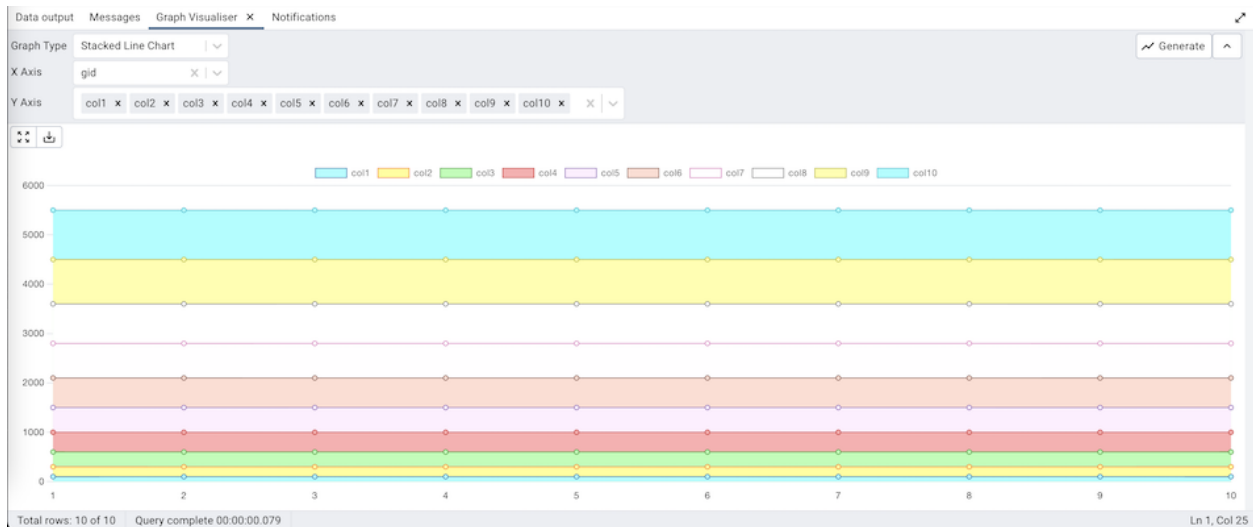 Data output Messages Graph Visualiser × Notifications
Graph Type Stacked Line Chart Generate
X Axis gid
Y Axis col1 × col2 × col3 × col4 × col5 × col6 × col7 × col8 × col9 × col10 ×
col1 col2 col3 col4 col5 col6 col7 col8 col9 col10
6000
5000
4000
3000
2000
1000
0
1 2 3 4 5 6 7 8 9 10
Total rows: 10 of 10 Query complete 00:00:00.079 Ln 1, Col 25